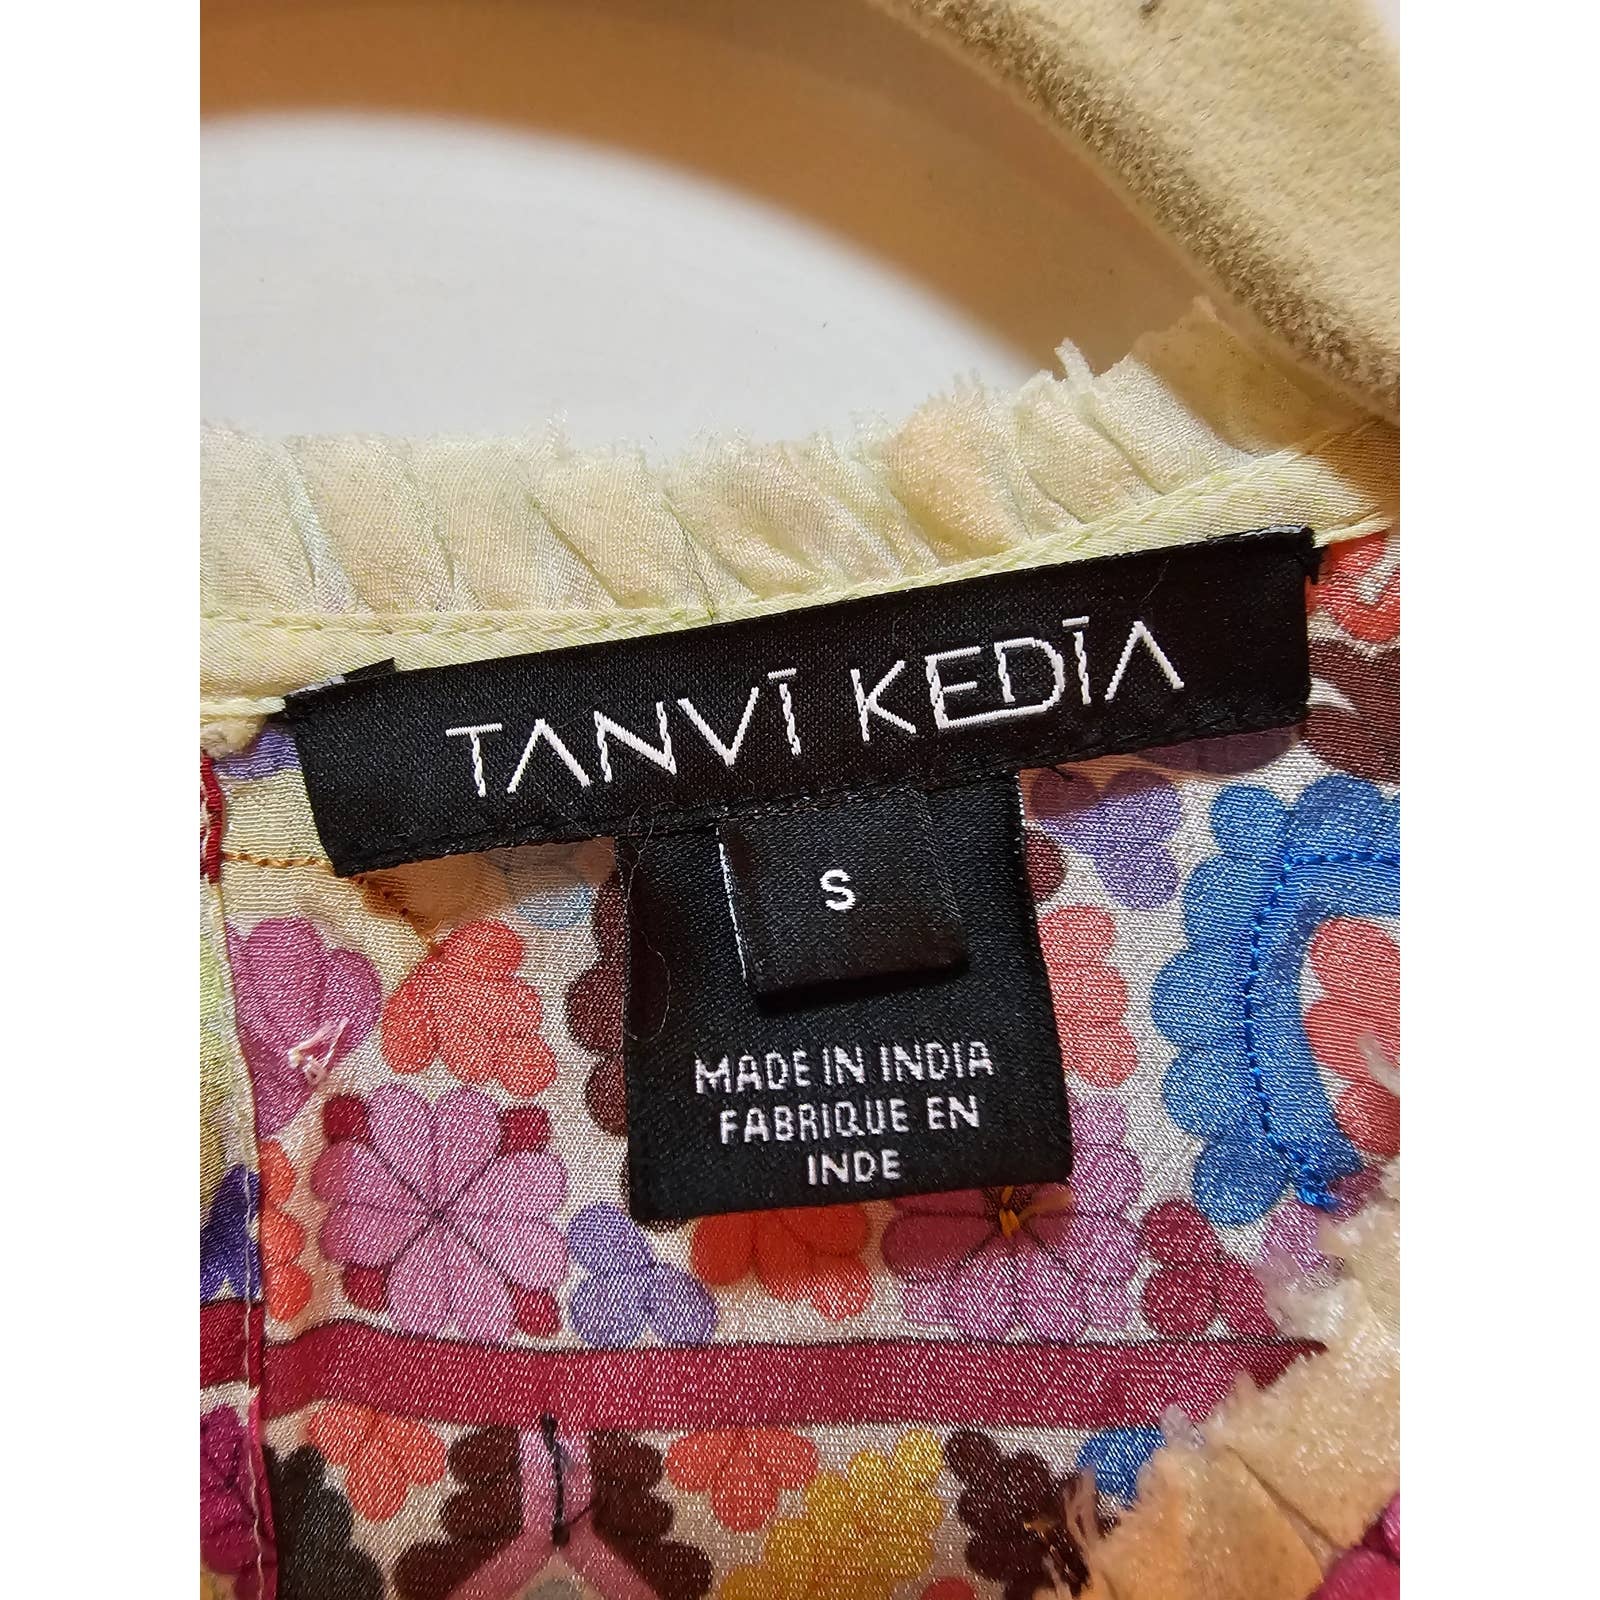 TANVĪ KEDĪA
S
MADE IN INDIA
FABRIQUE EN
INDE